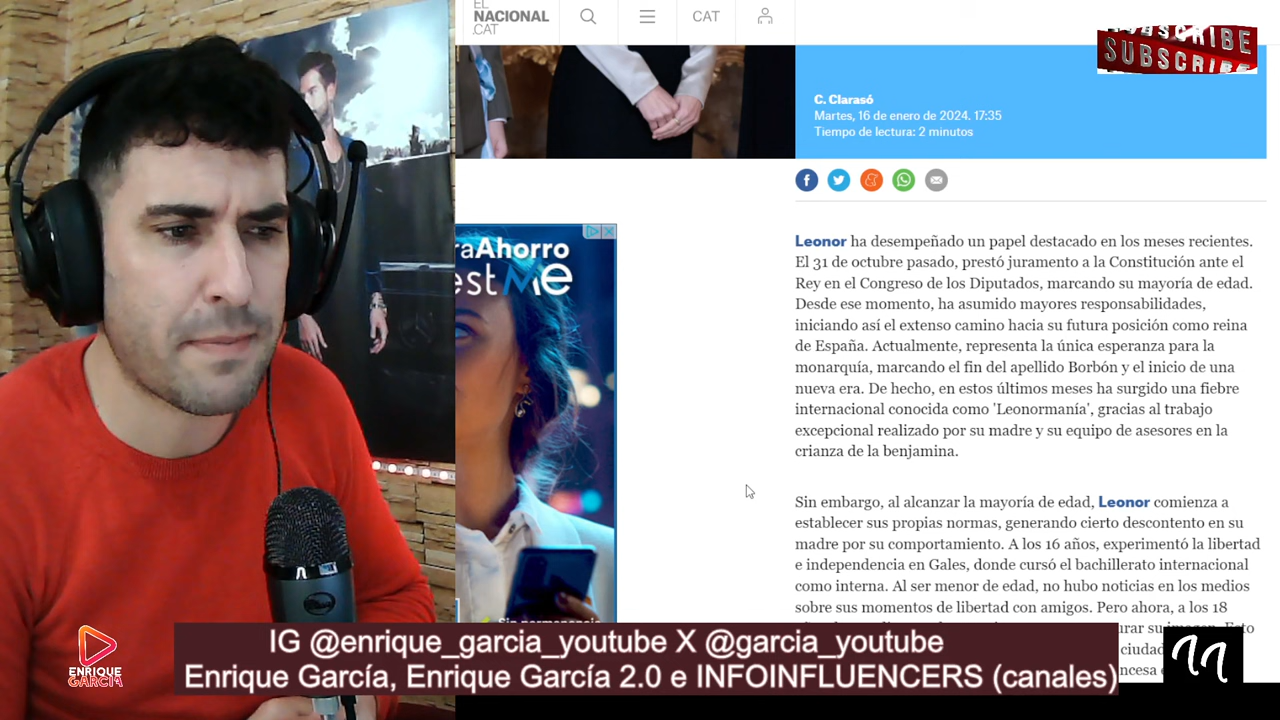 EL
NACIONAL
.CAT
CAT
SUBSCRIBE
SUBSCRIBE
C. Clarasó
Martes, 16 de enero de 2024. 17:35
Tiempo de lectura: 2 minutos
raAhorro
estMe
Leonor ha desempeñado un papel destacado en los meses recientes.
El 31 de octubre pasado, prestó juramento a la Constitución ante el
Rey en el Congreso de los Diputados, marcando su mayoría de edad.
Desde ese momento, ha asumido mayores responsabilidades,
iniciando así el extenso camino hacia su futura posición como reina
de España. Actualmente, representa la única esperanza para la
monarquía, marcando el fin del apellido Borbón y el inicio de una
nueva era. De hecho, en estos últimos meses ha surgido una fiebre
internacional conocida como 'Leonormanía', gracias al trabajo
excepcional realizado por su madre y su equipo de asesores en la
crianza de la benjamina.
Sin embargo, al alcanzar la mayoría de edad, Leonor comienza a
establecer sus propias normas, generando cierto descontento en su
madre por su comportamiento. A los 16 años, experimentó la libertad
e independencia en Gales, donde cursó el bachillerato internacional
como interna. Al ser menor de edad, no hubo noticias en los medios
sobre sus momentos de libertad con amigos. Pero ahora, a los 18
ENRIQUE
GARCÍA
IG @enrique_garcia_youtube X @garcia_youtube
Enrique García, Enrique García 2.0 e INFOINFLUENCERS (canales)